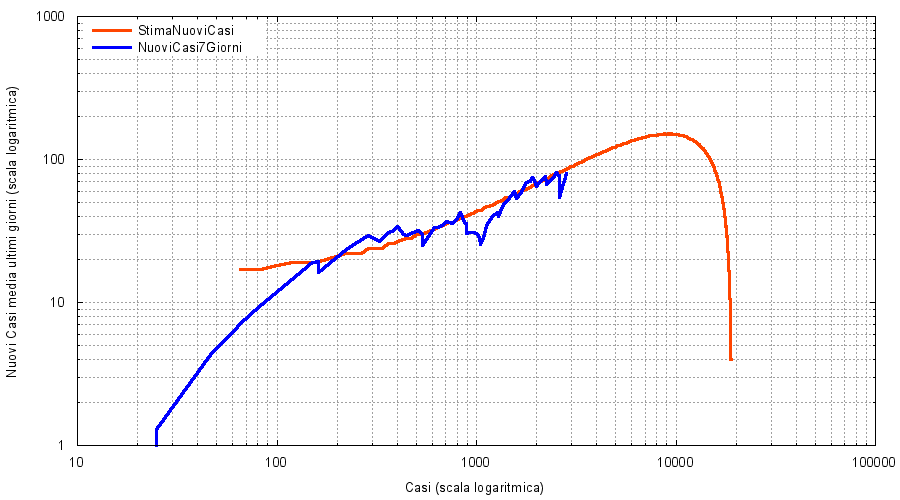 1000
StimaNuoviCasi
NuoviCasi7Giorni
100
10
1
10
100
1000
10000
100000
Nuovi Casi media ultimi giorni (scala logaritmica)
Casi (scala logaritmica)